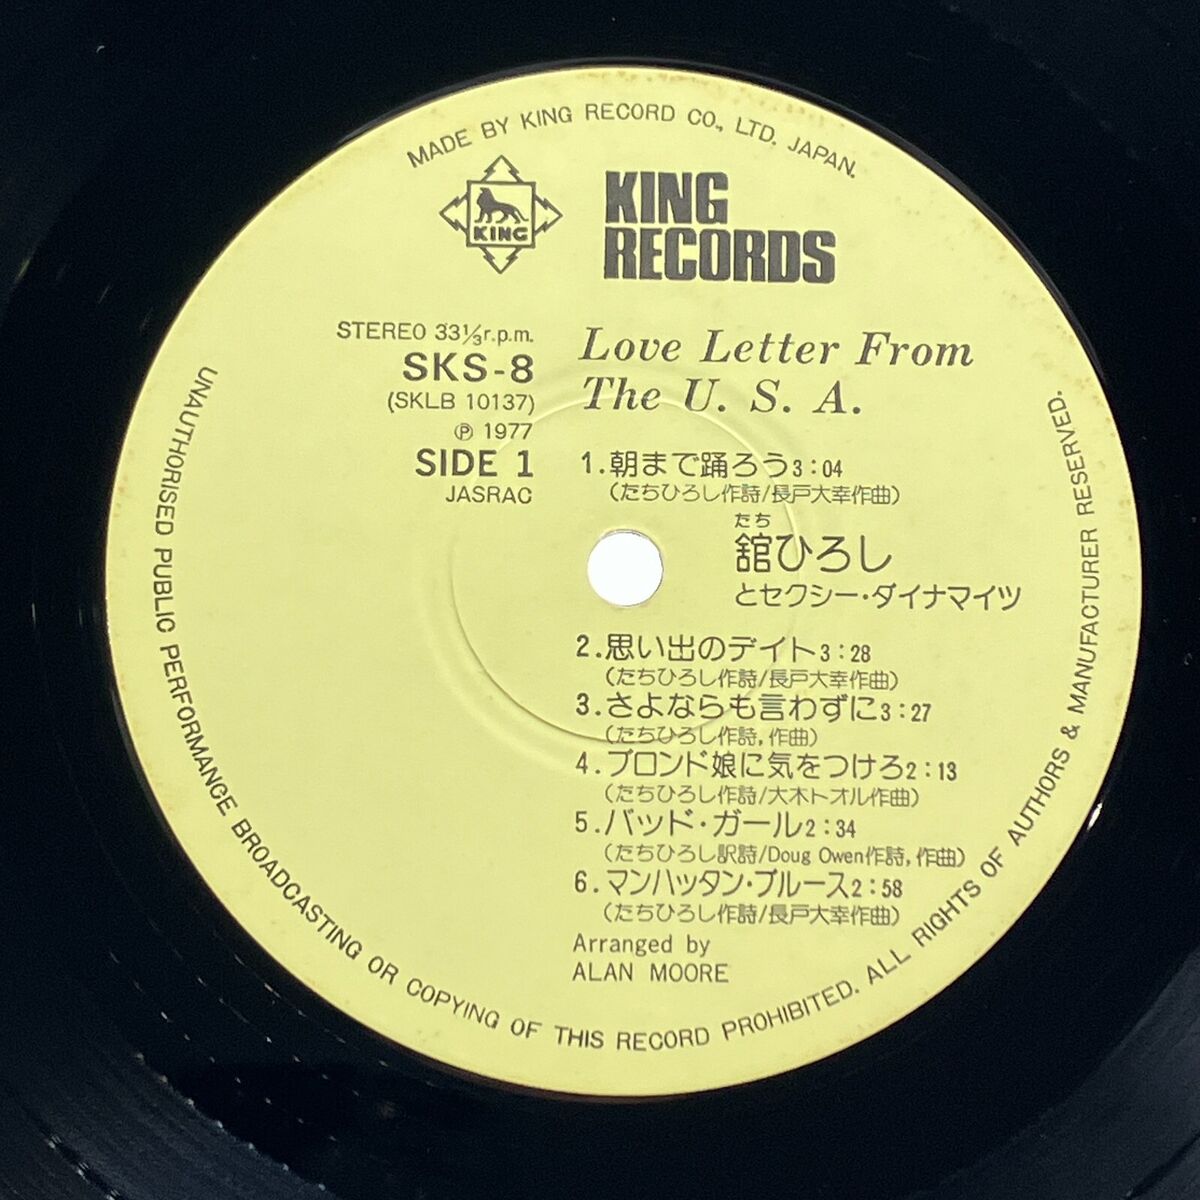 MADE BY KING RECORD CO., LTD. JAPAN.
KING
KING
RECORDS
STEREO 33⅓r.p.m.
SKS-8
(SKLB 10137)
Ⓟ 1977
SIDE 1
JASRAC
Love Letter From
The U. S. A.
1.朝まで踊ろう3:04
(たちひろし作詩/長戸大幸作曲)
たち
舘ひろし
とセクシー・ダイナマイツ
2.思い出のデイト3:28
(たちひろし作詩/長戸大幸作曲)
3.さよならも言わずに3:27
(たちひろし作詩,作曲)
4.ブロンド娘に気をつけろ2:13
(たちひろし作詩/大木トオル作曲)
5.バッド・ガール2:34
(たちひろし訳詩/Doug Owen作詩,作曲)
6.マンハッタン・ブルース2:58
(たちひろし作詩/長戸大幸作曲)
Arranged by
ALAN MOORE
UNAUTHORISED PUBLIC PERFORMANCE BROADCASTING OR COPYING OF THIS RECORD PROHIBITED. ALL RIGHTS OF AUTHORS & MANUFACTURER RESERVED.